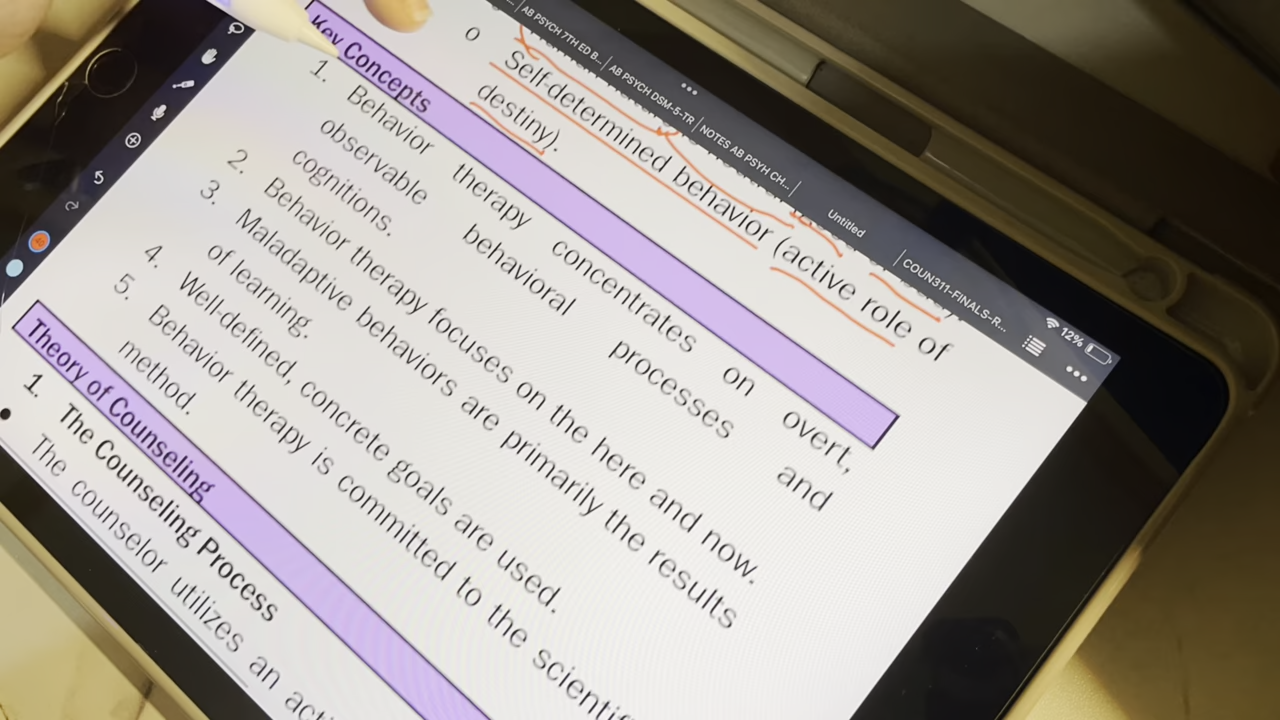 AB PSYCH 7TH ED B... | AB PSYCH DSM-5-TR | NOTES AB PSYH CH... | Untitled | COUN311-FINALS-R...
12%
o Self-determined behavior (active role of
destiny).
Key Concepts
1. Behavior therapy concentrates on overt,
observable behavioral processes and
cognitions.
2. Behavior therapy focuses on the here and now.
3. Maladaptive behaviors are primarily the results
of learning.
4. Well-defined, concrete goals are used.
5. Behavior therapy is committed to the scientif
method.
Theory of Counseling
1. The Counseling Process
• The counselor utilizes an acti